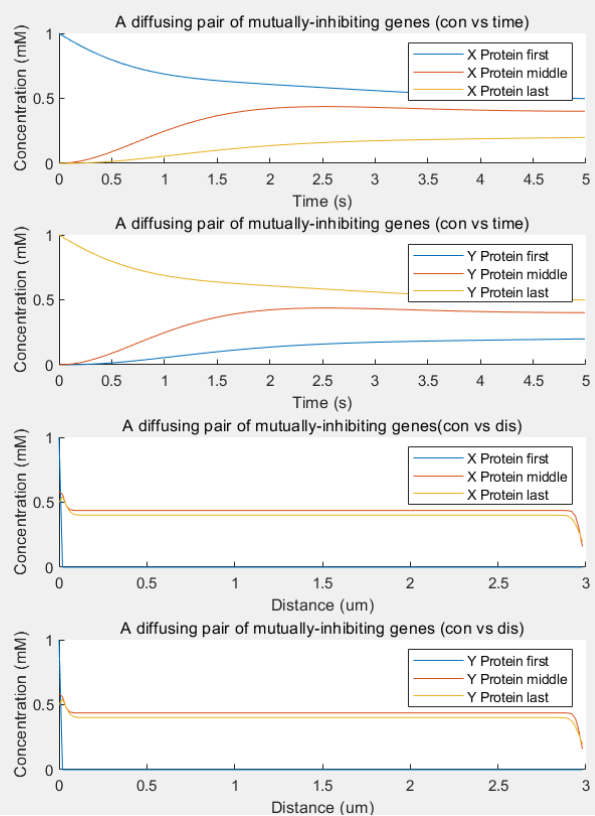 A diffusing pair of mutually-inhibiting genes (con vs time)
Concentration (mM)
1
0.5
0
X Protein first
X Protein middle
X Protein last
0 0.5 1 1.5 2 2.5 3 3.5 4 4.5 5
Time (s)
A diffusing pair of mutually-inhibiting genes (con vs time)
Concentration (mM)
1
0.5
0
Y Protein first
Y Protein middle
Y Protein last
0 0.5 1 1.5 2 2.5 3 3.5 4 4.5 5
Time (s)
A diffusing pair of mutually-inhibiting genes(con vs dis)
Concentration (mM)
1
0.5
0
X Protein first
X Protein middle
X Protein last
0 0.5 1 1.5 2 2.5 3
Distance (um)
A diffusing pair of mutually-inhibiting genes (con vs dis)
Concentration (mM)
1
0.5
0
Y Protein first
Y Protein middle
Y Protein last
0 0.5 1 1.5 2 2.5 3
Distance (um)